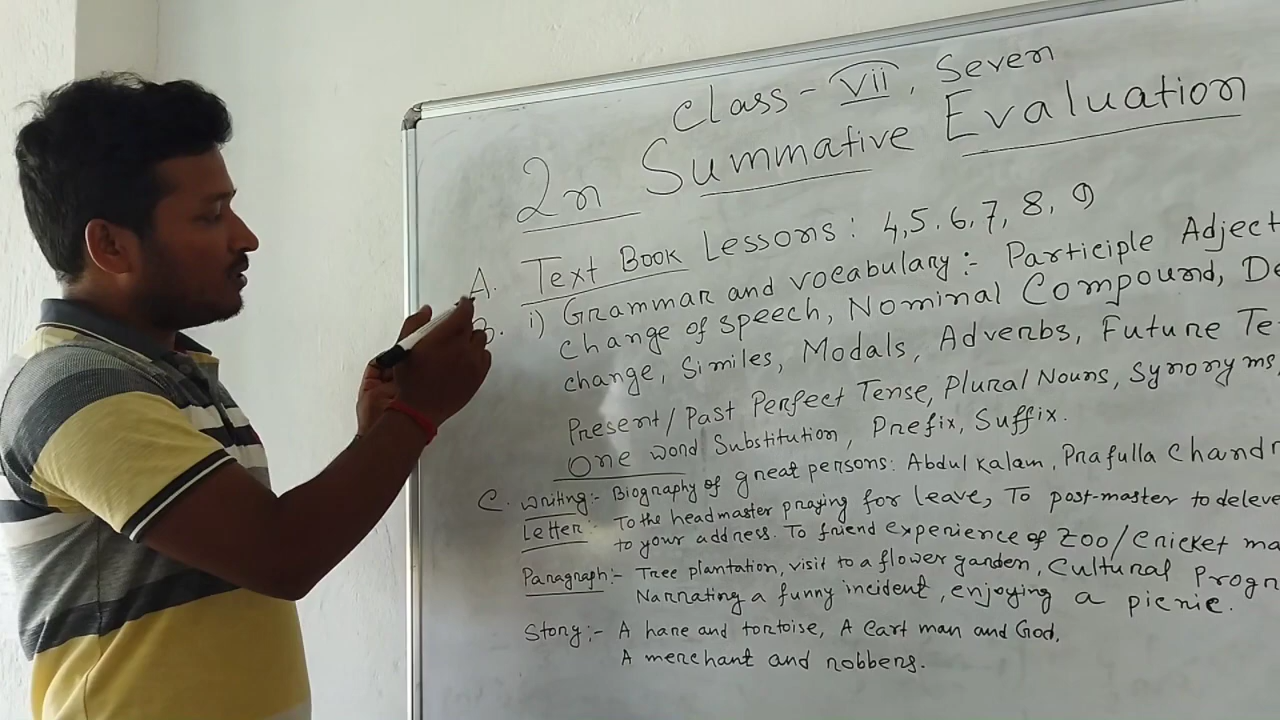 Class - vii, Seven
2n Summative Evaluation
A. Text Book Lessons: 4,5,6,7,8,9
B. i) Grammar and vocabulary:- Participle Adject
change of speech, Nominal Compound, De
change, Similes, Modals, Adverbs, Future Te
Present/Past Perfect Tense, Plural Nouns, Synonyms,
One word Substitution, Prefix, Suffix.
C. writing:- Biography of great persons: Abdul Kalam, Prafulla Chand
Letter:- To the headmaster praying for leave, To post-master to delever
to your address. To friend experience of Zoo/Cricket ma
Paragraph:- Tree plantation, visit to a flower garden, Cultural Progr
Narrating a funny incident, enjoying a picnic.
Story:- A hare and tortoise, A Cart man and God,
A merchant and robbers.